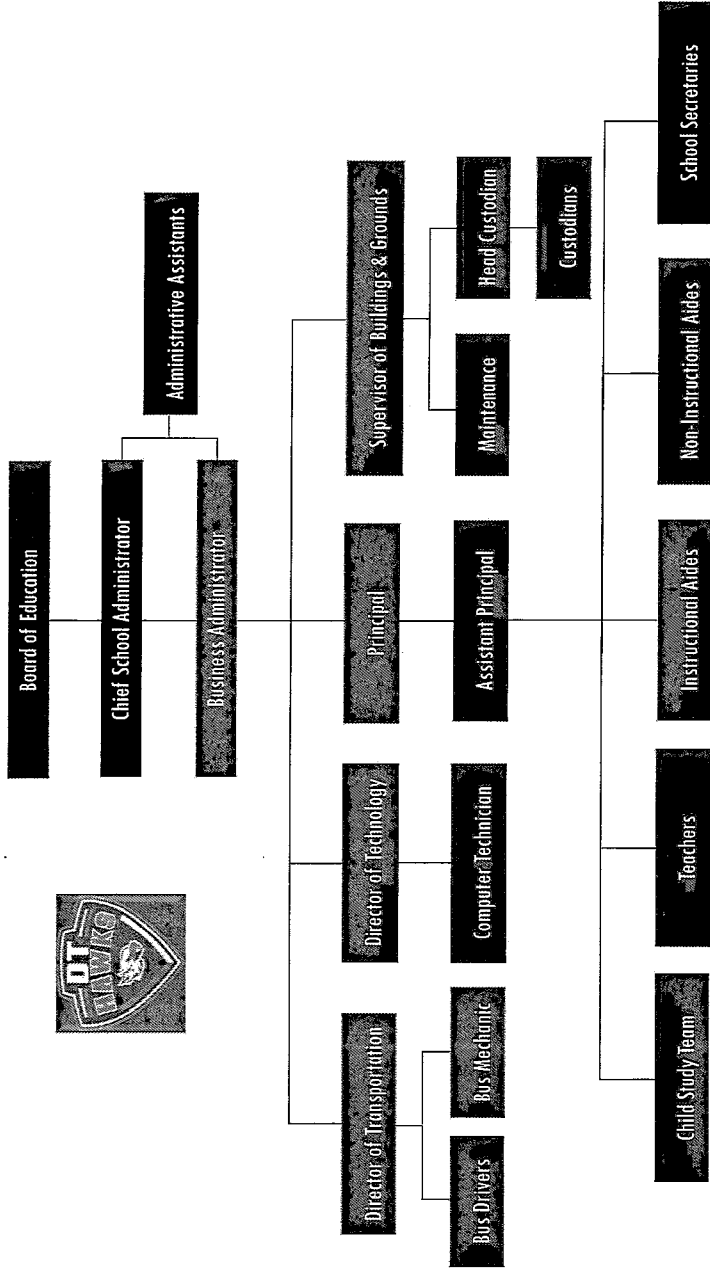 DT
HAWKS
Board of Education
Chief School Administrator
Administrative Assistants
Business Administrator
Director of Transportation
Director of Technology
Principal
Supervisor of Buildings & Grounds
Bus Drivers
Bus Mechanic
Computer Technician
Assistant Principal
Maintenance
Head Custodian
Custodians
Child Study Team
Teachers
Instructional Aides
Non-Instructional Aides
School Secretaries